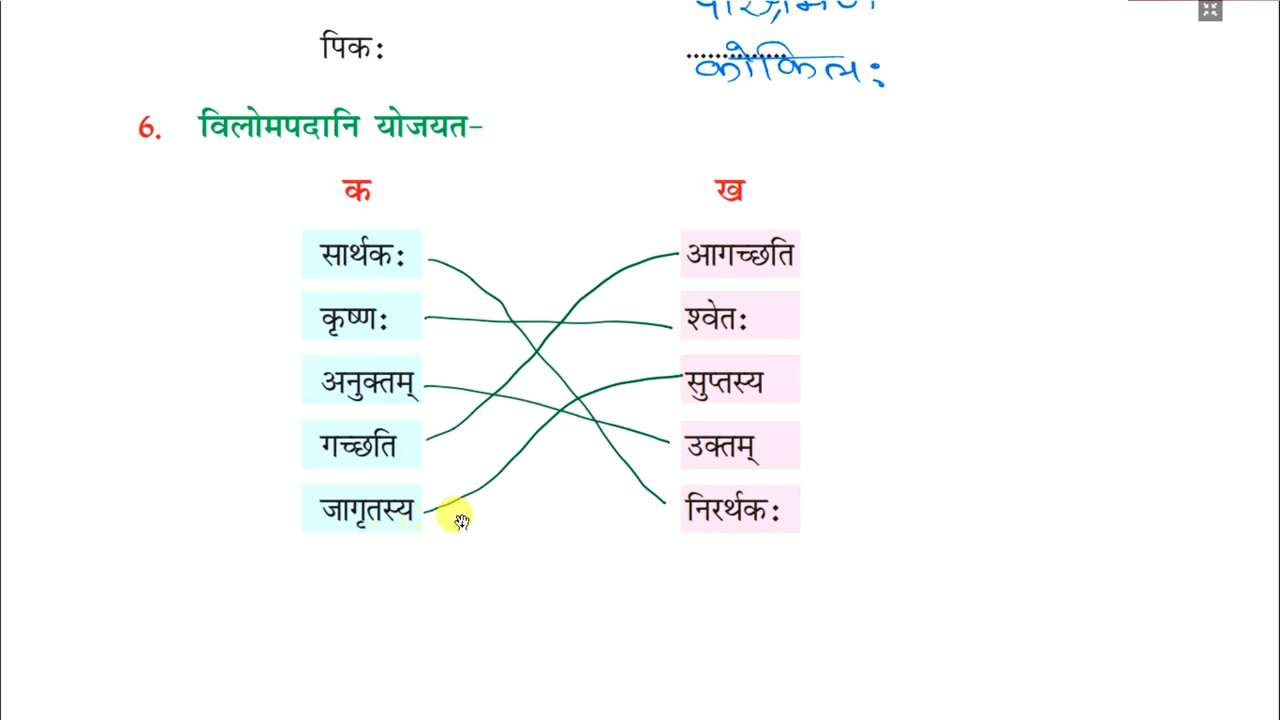 पिक:
कोकिल:
6. विलोमपदानि योजयत-
क ख
सार्थक: आगच्छति
कृष्ण: श्वेत:
अनुक्तम् सुप्तस्य
गच्छति उक्तम्
जागृतस्य निरर्थक: